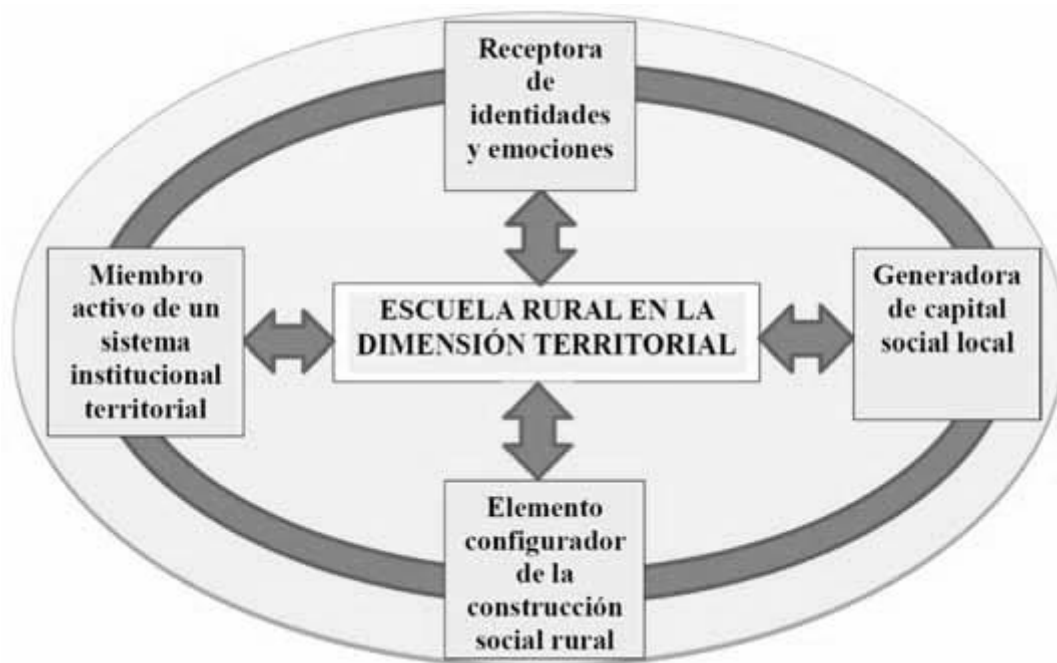 Receptora
de
identidades
y emociones
Miembro
activo de un
sistema
institucional
territorial
ESCUELA RURAL EN LA
DIMENSIÓN TERRITORIAL
Generadora
de capital
social local
Elemento
configurador
de la
construcción
social rural